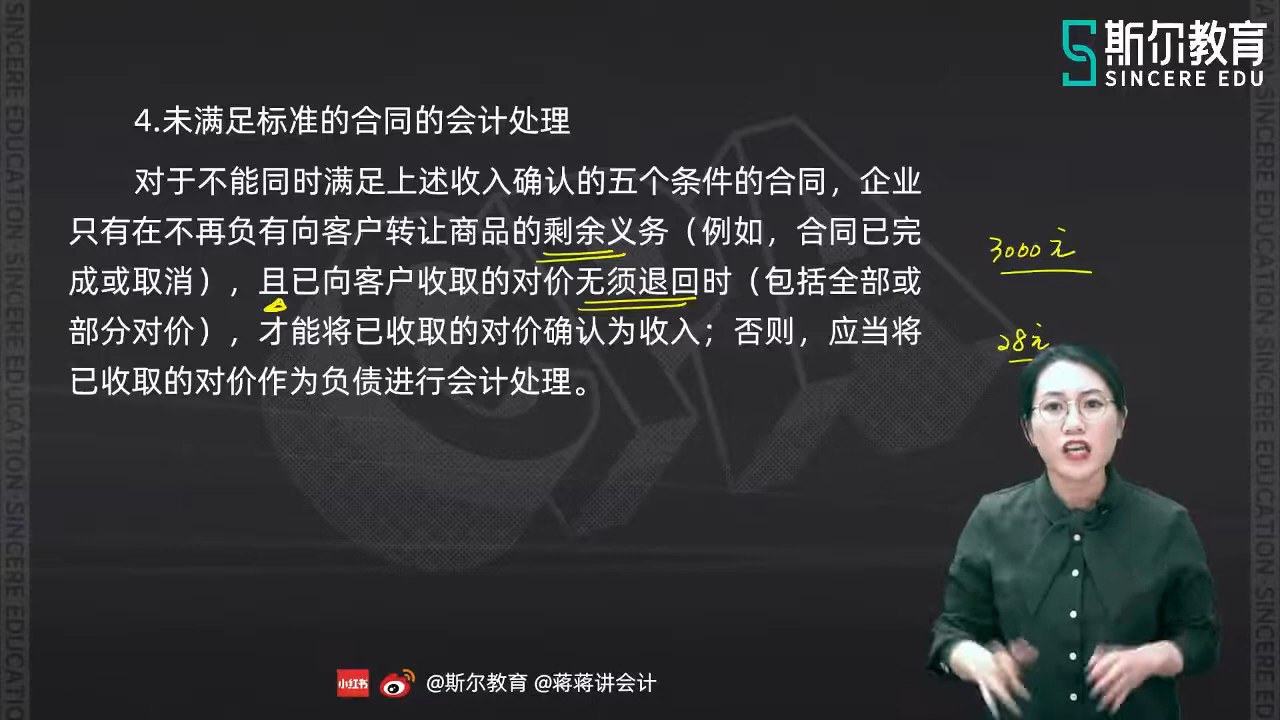 斯尔教育
SINCERE EDU
4.未满足标准的合同的会计处理
对于不能同时满足上述收入确认的五个条件的合同，企业
只有在不再负有向客户转让商品的剩余义务（例如，合同已完
成或取消），且已向客户收取的对价无须退回时（包括全部或
部分对价），才能将已收取的对价确认为收入；否则，应当将
已收取的对价作为负债进行会计处理。
3000元
28元
小红书
@斯尔教育 @蒋蒋讲会计
SINCERE EDUCATION
SINCERE EDUCATION